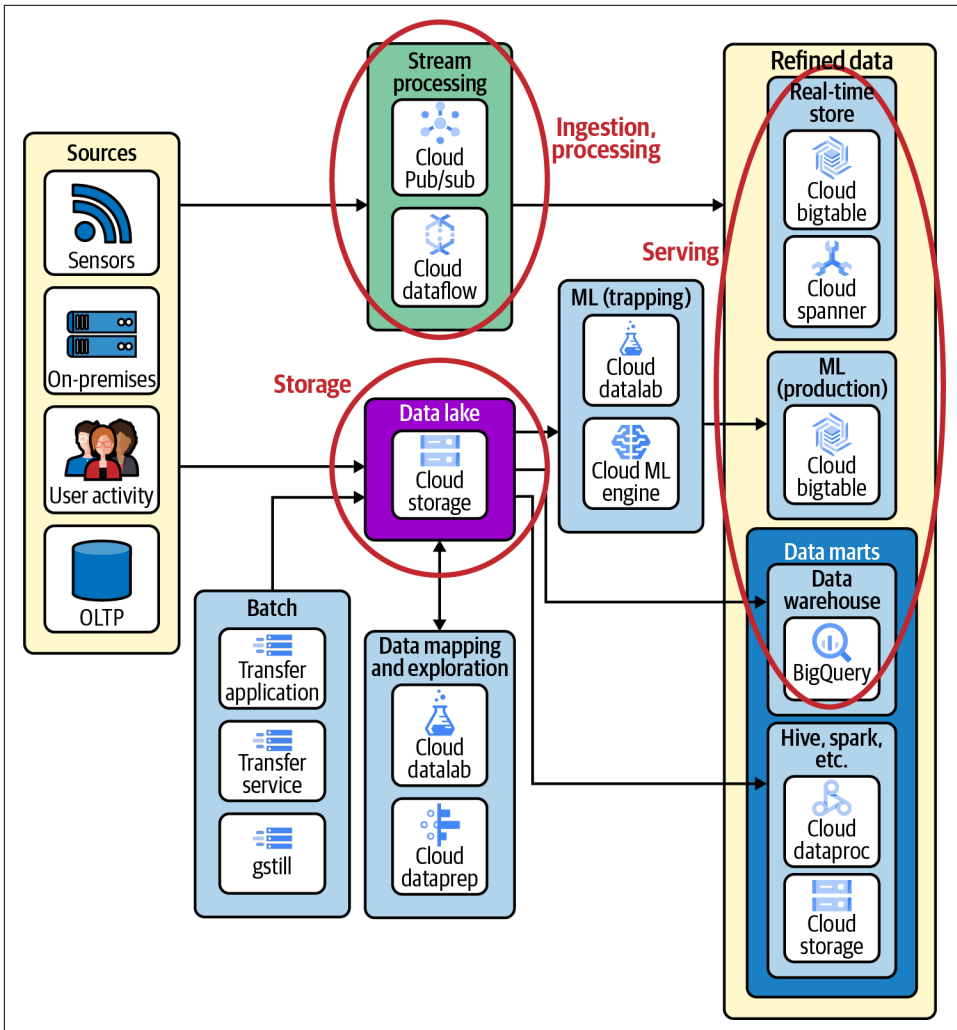 Sources
Sensors
On-premises
User activity
OLTP
Stream
processing
Cloud
Pub/sub
Cloud
dataflow
Ingestion,
processing
Storage
Data lake
Cloud
storage
Batch
Transfer
application
Transfer
service
gstill
Data mapping
and exploration
Cloud
datalab
Cloud
dataprep
ML (trapping)
Cloud
datalab
Cloud ML
engine
Serving
Refined data
Real-time
store
Cloud
bigtable
Cloud
spanner
ML
(production)
Cloud
bigtable
Data marts
Data
warehouse
BigQuery
Hive, spark,
etc.
Cloud
dataproc
Cloud
storage